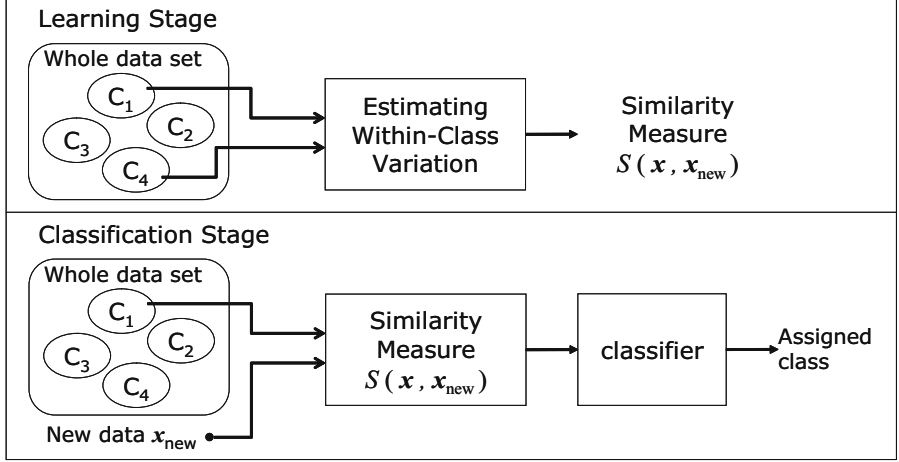 Learning Stage
Whole data set
C1
C2
C3
C4
Estimating
Within-Class
Variation
Similarity
Measure
S(x, xnew)
Classification Stage
Whole data set
C1
C2
C3
C4
New data xnew
Similarity
Measure
S(x, xnew)
classifier
Assigned
class